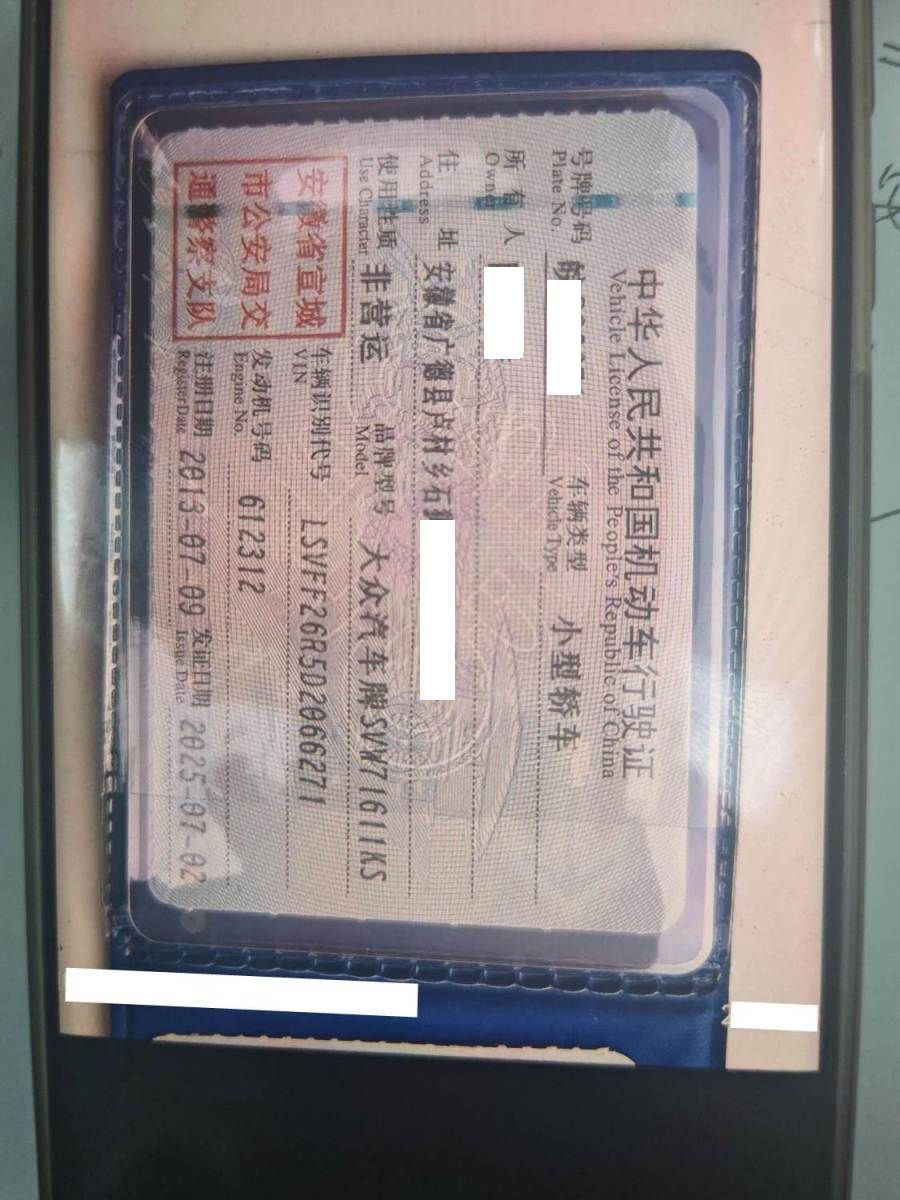 中华人民共和国机动车行驶证
Vehicle License of the People's Republic of China
号牌号码
Plate No.
车辆类型 小型轿车
Vehicle Type
所有人
Owner
住址 安徽省广德县卢村乡石
Address
使用性质 非营运
Use Character
品牌型号 大众汽车牌SVW71611KS
Model
安徽省宣城
市公安局交
通警察支队
车辆识别代号 LSVFF26R5D2066271
VIN
发动机号码 612312
Engine No.
注册日期 2013-07-09
Register Date
发证日期 2025-07-02
Issue Date